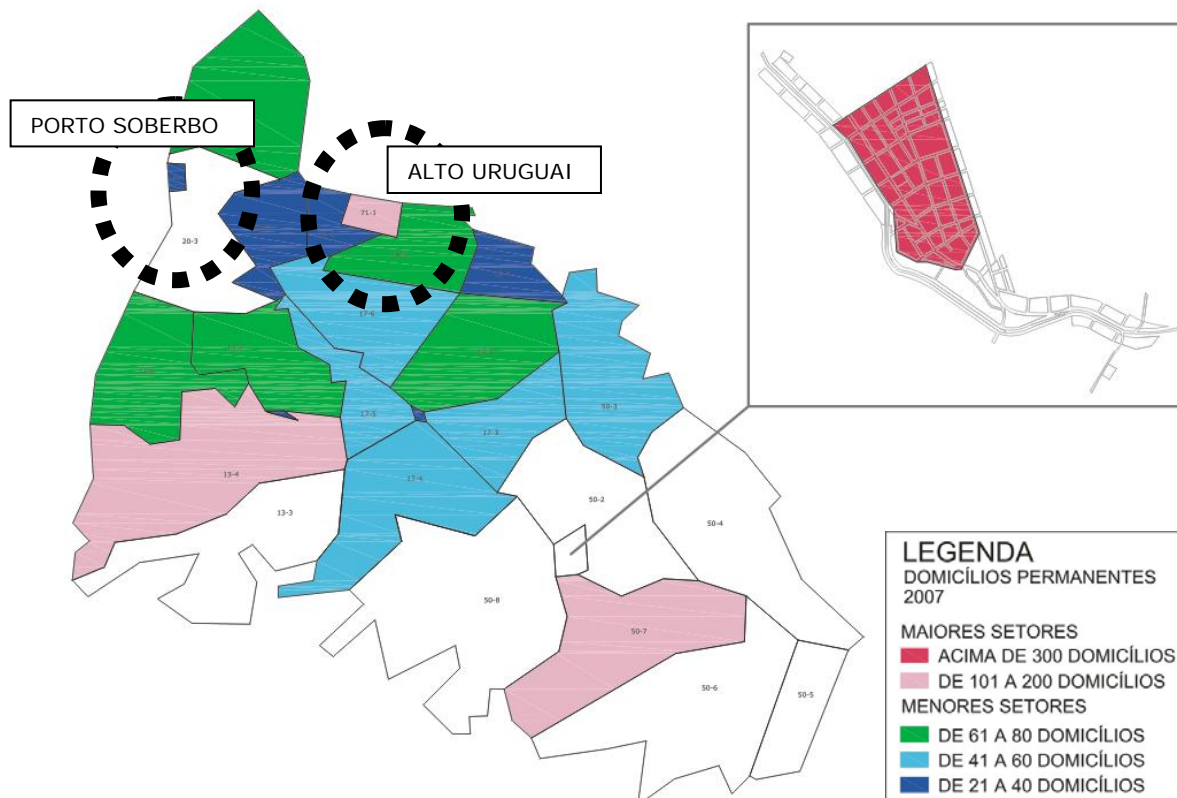 PORTO SOBERBO
ALTO URUGUAI
71-1
20-3
17-6
17-5
17-3
50-3
13-4
17-4
13-3
50-2
50-4
50-8
50-7
50-6
50-5
LEGENDA
DOMICÍLIOS PERMANENTES
2007
MAIORES SETORES
ACIMA DE 300 DOMICÍLIOS
DE 101 A 200 DOMICÍLIOS
MENORES SETORES
DE 61 A 80 DOMICÍLIOS
DE 41 A 60 DOMICÍLIOS
DE 21 A 40 DOMICÍLIOS